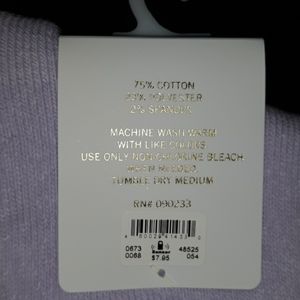 75% COTTON
23% POLYESTER
2% SPANDEX
MACHINE WASH WARM
WITH LIKE COLORS
USE ONLY NON-CHLORINE BLEACH
WHEN NEEDED
TUMBLE DRY MEDIUM
RN# 090233
0673 48525
0068 $7.95 054